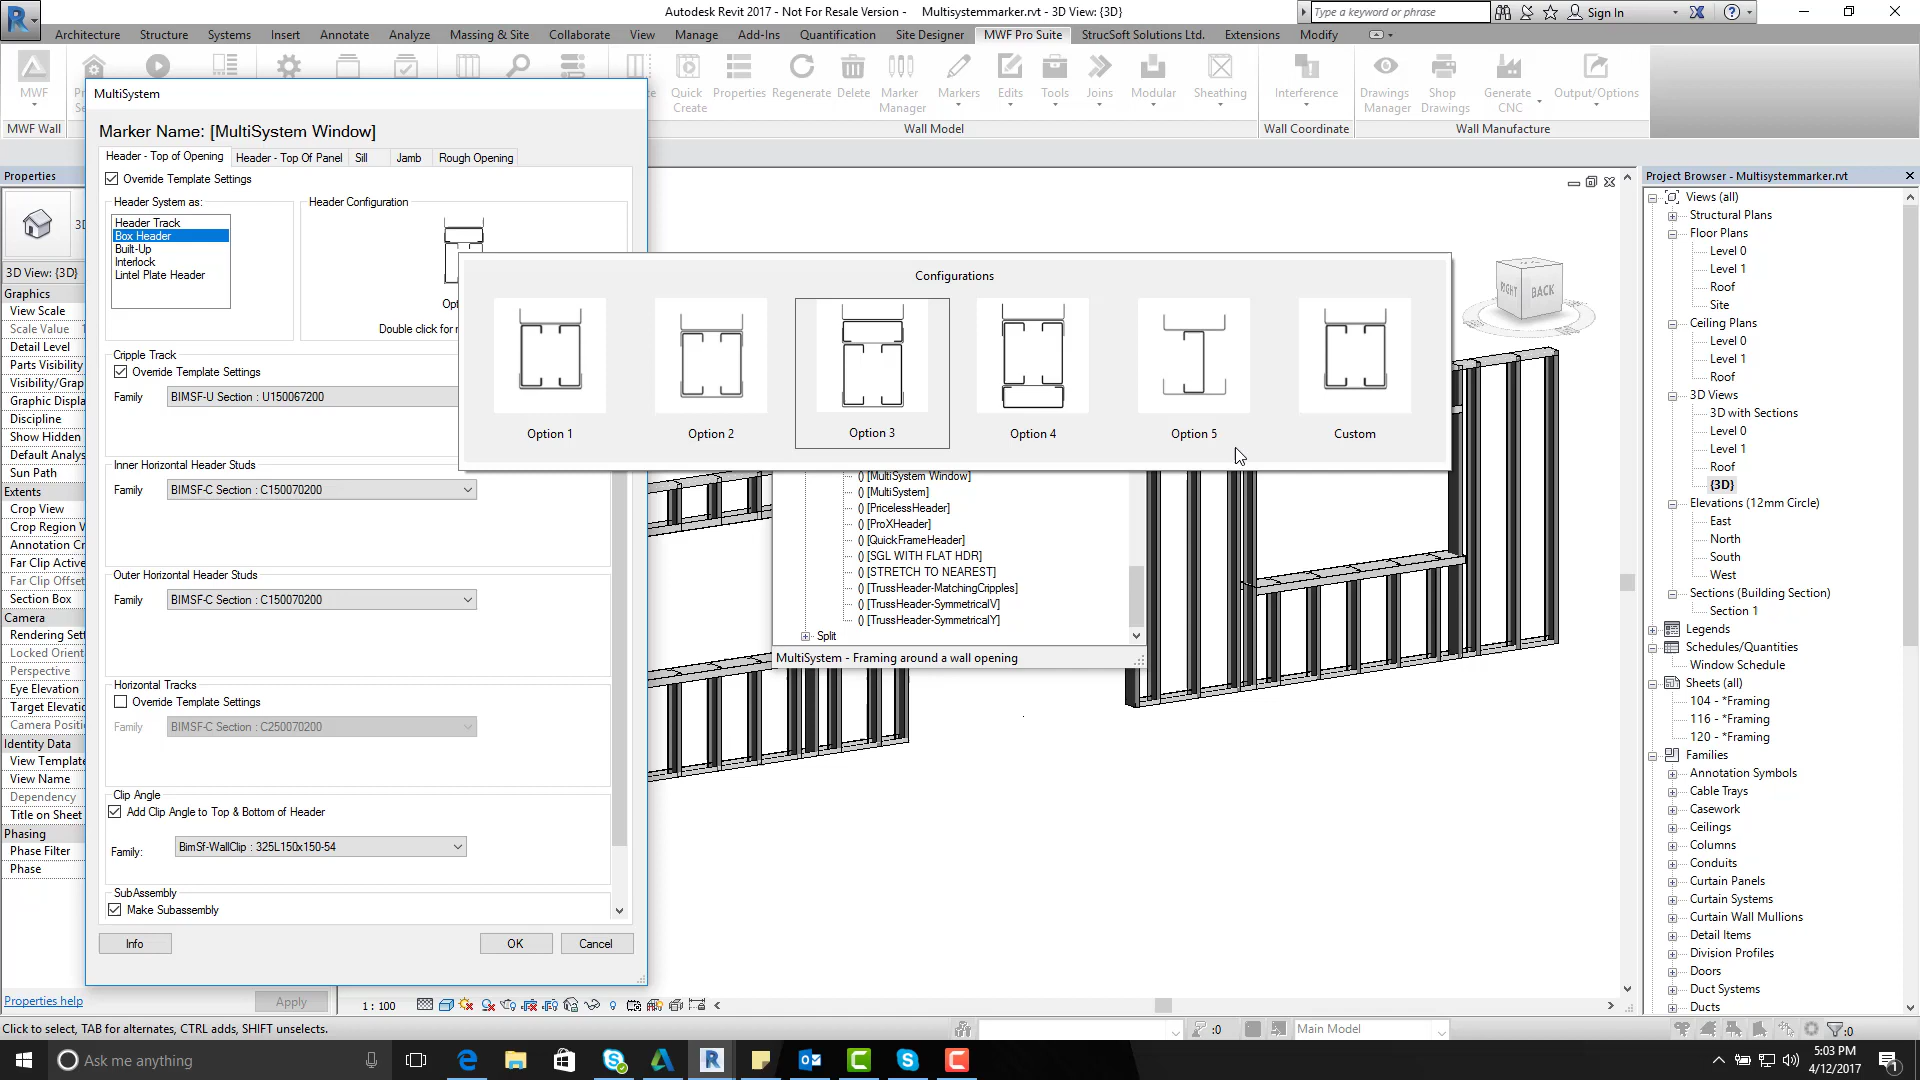 Autodesk Revit 2017 - Not For Resale Version -    Multisystemmarker.rvt - 3D View: {3D}
Type a keyword or phrase
Sign In
Architecture Structure Systems Insert Annotate Analyze Massing & Site Collaborate View Manage Add-Ins Quantification Site Designer MWF Pro Suite StrucSoft Solutions Ltd. Extensions Modify
MWF
Quick Create
Properties
Regenerate
Delete
Marker Manager
Markers
Edits
Tools
Joins
Modular
Sheathing
Interference
Drawings Manager
Shop Drawings
Generate CNC
Output/Options
MWF Wall
Wall Model
Wall Coordinate
Wall Manufacture
MultiSystem
Marker Name: [MultiSystem Window]
Header - Top of Opening
Header - Top Of Panel
Sill
Jamb
Rough Opening
Override Template Settings
Header System as:
Header Track
Box Header
Built-Up
Interlock
Lintel Plate Header
Header Configuration
Double click for
Cripple Track
Override Template Settings
Family
BIMSF-U Section : U150067200
Inner Horizontal Header Studs
Family
BIMSF-C Section : C150070200
Outer Horizontal Header Studs
Family
BIMSF-C Section : C150070200
Horizontal Tracks
Override Template Settings
Family
BIMSF-C Section : C250070200
Clip Angle
Add Clip Angle to Top & Bottom of Header
Family:
BimSf-WallClip : 325L150x150-54
SubAssembly
Make Subassembly
Info
OK
Cancel
Configurations
Option 1
Option 2
Option 3
Option 4
Option 5
Custom
() [MultiSystem Window]
() [MultiSystem]
() [PricelessHeader]
() [ProXHeader]
() [QuickFrameHeader]
() [SGL WITH FLAT HDR]
() [STRETCH TO NEAREST]
() [TrussHeader-MatchingCripples]
() [TrussHeader-SymmetricalV]
() [TrussHeader-SymmetricalY]
Split
MultiSystem - Framing around a wall opening
RIGHT
BACK
Properties
3D View: {3D}
Graphics
View Scale
Scale Value
Detail Level
Parts Visibility
Visibility/Grap
Graphic Displa
Discipline
Show Hidden
Default Analys
Sun Path
Extents
Crop View
Crop Region V
Annotation C
Far Clip Active
Far Clip Offset
Section Box
Camera
Rendering Sett
Locked Orient
Perspective
Eye Elevation
Target Elevatio
Camera Positio
Identity Data
View Template
View Name
Dependency
Title on Sheet
Phasing
Phase Filter
Phase
Properties help
Apply
1 : 100
Project Browser - Multisystemmarker.rvt
Views (all)
Structural Plans
Floor Plans
Level 0
Level 1
Roof
Site
Ceiling Plans
Level 0
Level 1
Roof
3D Views
3D with Sections
Level 0
Level 1
Roof
{3D}
Elevations (12mm Circle)
East
North
South
West
Sections (Building Section)
Section 1
Legends
Schedules/Quantities
Window Schedule
Sheets (all)
104 - *Framing
116 - *Framing
120 - *Framing
Families
Annotation Symbols
Cable Trays
Casework
Ceilings
Columns
Conduits
Curtain Panels
Curtain Systems
Curtain Wall Mullions
Detail Items
Division Profiles
Doors
Duct Systems
Ducts
Click to select, TAB for alternates, CTRL adds, SHIFT unselects.
:0
Main Model
:0
Ask me anything
5:03 PM
4/12/2017